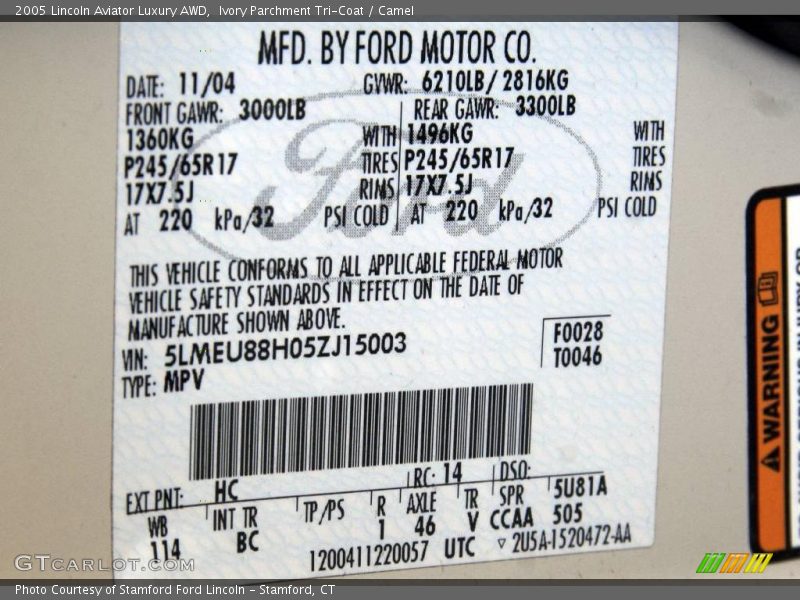 2005 Lincoln Aviator Luxury AWD,  Ivory Parchment Tri-Coat / Camel
MFD. BY FORD MOTOR CO.
DATE: 11/04 GVWR: 6210LB/ 2816KG
FRONT GAWR: 3000LB REAR GAWR: 3300LB
1360KG WITH 1496KG WITH
P245/65R17 TIRES P245/65R17 TIRES
17X7.5J RIMS 17X7.5J RIMS
AT 220 kPa/32 PSI COLD AT 220 kPa/32 PSI COLD
Ford
THIS VEHICLE CONFORMS TO ALL APPLICABLE FEDERAL MOTOR
VEHICLE SAFETY STANDARDS IN EFFECT ON THE DATE OF
MANUFACTURE SHOWN ABOVE.
VIN: 5LMEU88H05ZJ15003 F0028
TYPE: MPV T0046
EXT PNT: HC RC: 14 DSO:
WB INT TR TP/PS R AXLE TR SPR 5U81A
114 BC 1 46 V CCAA 505
1200411220057 UTC ▽ 2U5A-1520472-AA
WARNING
GTCARLOT.COM
Photo Courtesy of Stamford Ford Lincoln – Stamford, CT